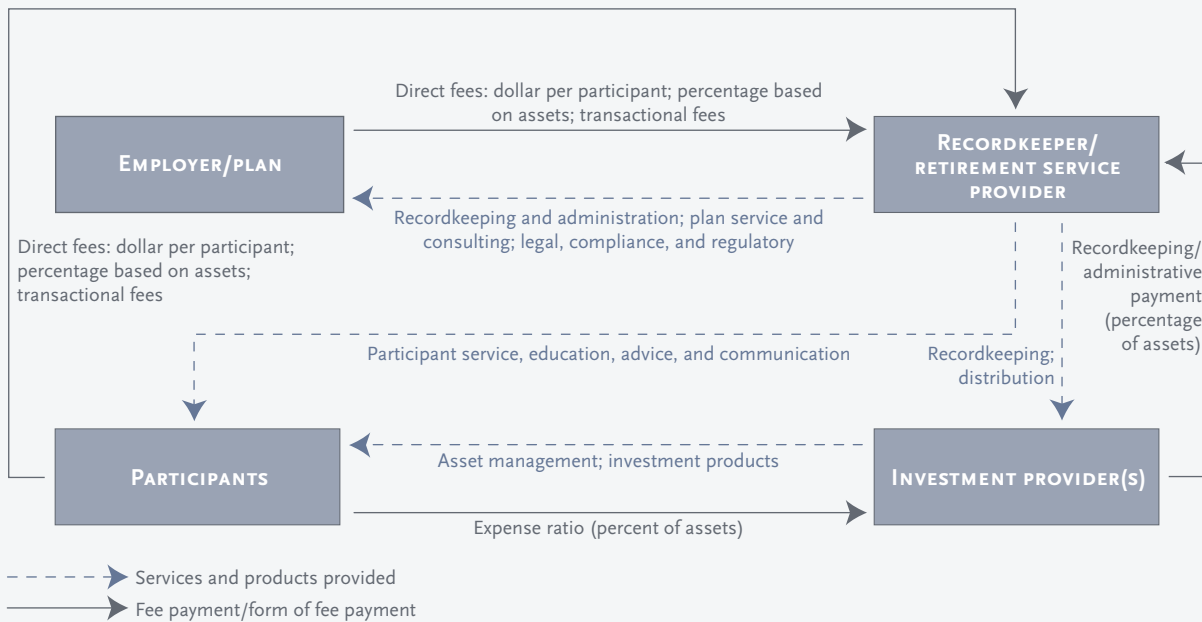 Direct fees: dollar per participant; percentage based
on assets; transactional fees
EMPLOYER/PLAN
RECORDKEEPER/
RETIREMENT SERVICE
PROVIDER
Recordkeeping and administration; plan service and
consulting; legal, compliance, and regulatory
Direct fees: dollar per participant;
percentage based on assets;
transactional fees
Recordkeeping/
administrative
payment
(percentage
of assets)
Participant service, education, advice, and communication
Recordkeeping;
distribution
PARTICIPANTS
Asset management; investment products
INVESTMENT PROVIDER(S)
Expense ratio (percent of assets)
Services and products provided
Fee payment/form of fee payment